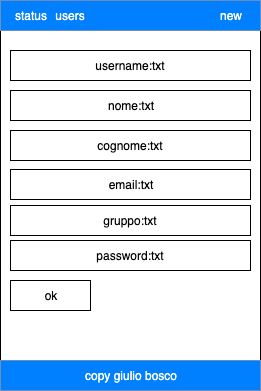 status users new
username:txt
nome:txt
cognome:txt
email:txt
gruppo:txt
password:txt
ok
copy giulio bosco